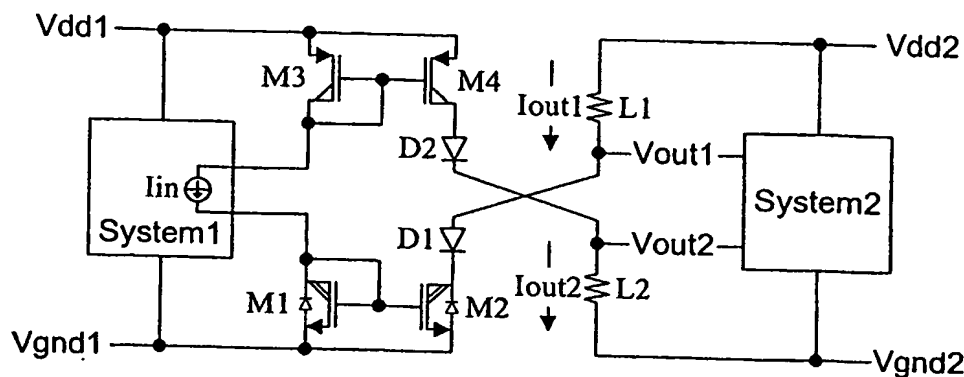 Vdd1
Vdd2
M3
M4
Iout1
L1
D2
Vout1
Iin
System1
System2
D1
Vout2
Iout2
L2
M1
M2
Vgnd1
Vgnd2